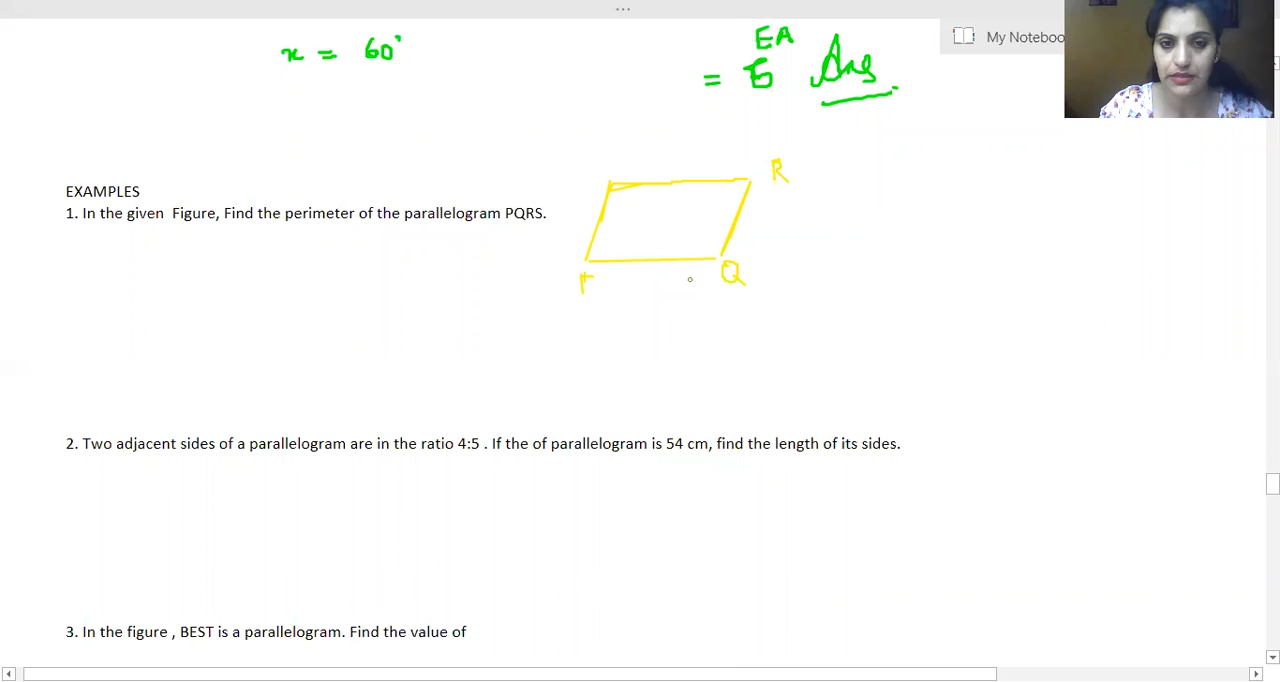 x = 60°
EA
= Ans
My Noteboo
R
EXAMPLES
1. In the given Figure, Find the perimeter of the parallelogram PQRS.
P
Q
2. Two adjacent sides of a parallelogram are in the ratio 4:5 . If the of parallelogram is 54 cm, find the length of its sides.
3. In the figure , BEST is a parallelogram. Find the value of